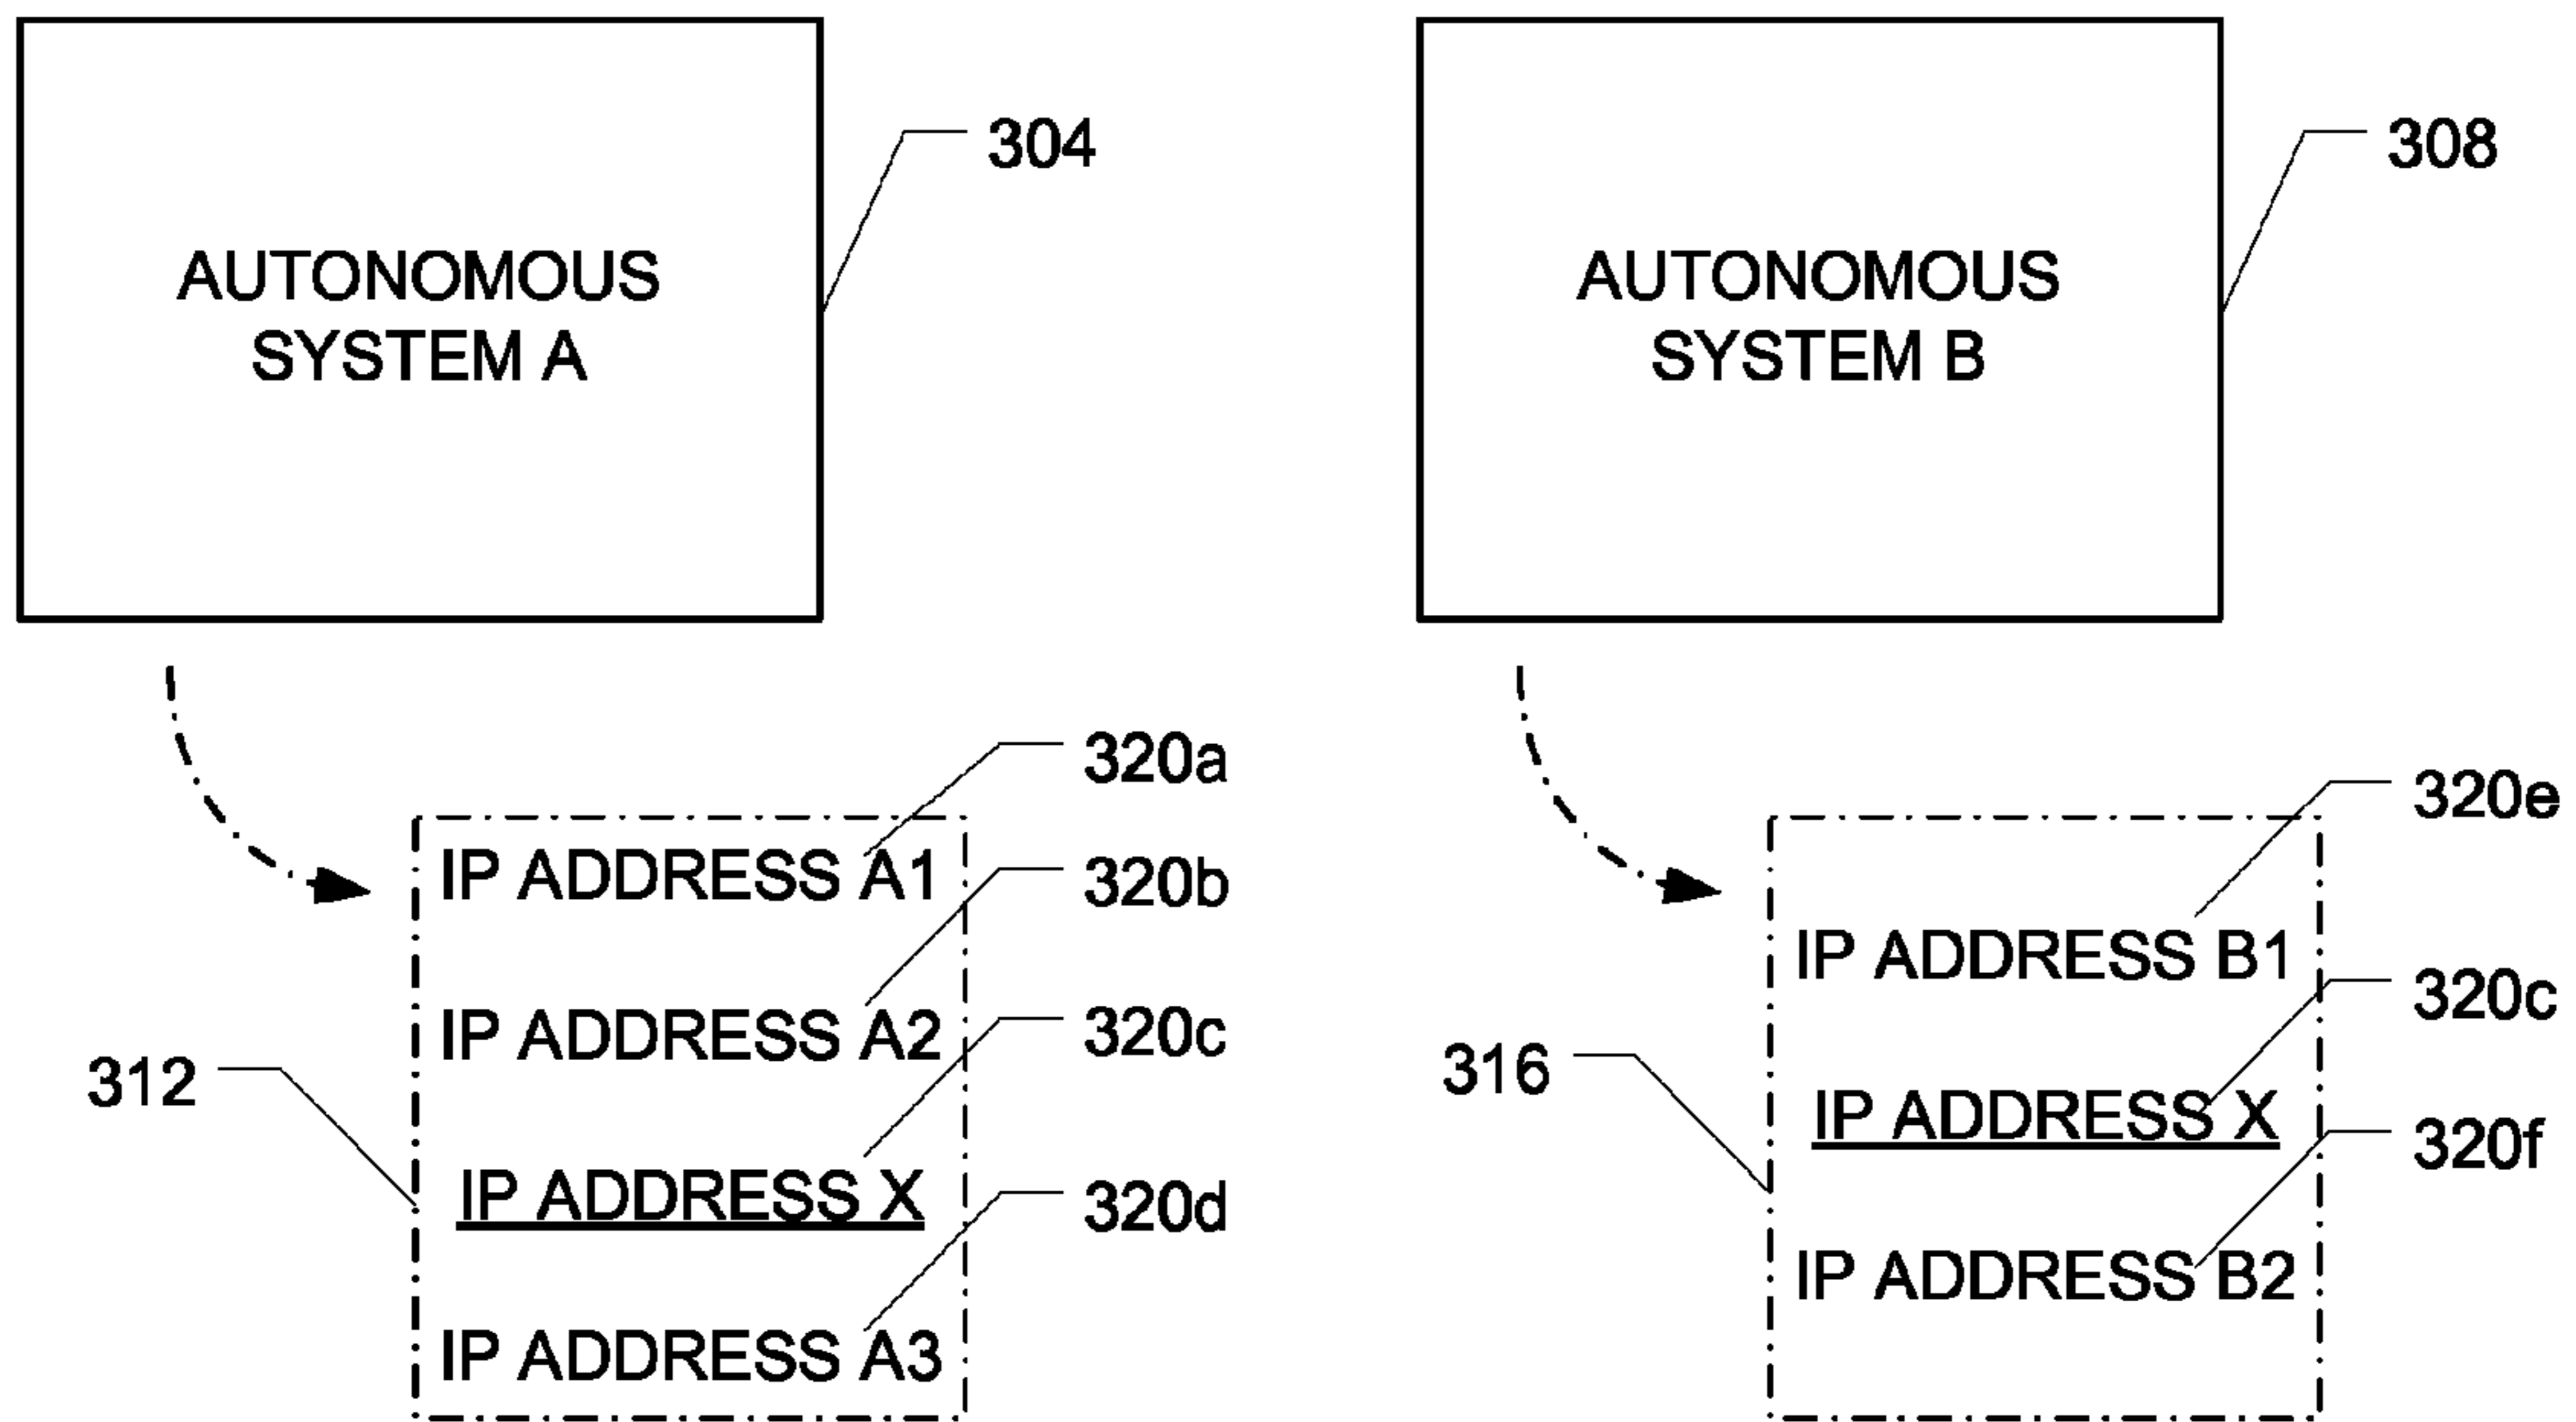 AUTONOMOUS
SYSTEM A
304
AUTONOMOUS
SYSTEM B
308
IP ADDRESS A1
320a
IP ADDRESS A2
320b
IP ADDRESS X
320c
IP ADDRESS A3
320d
312
IP ADDRESS B1
320e
IP ADDRESS X
320c
IP ADDRESS B2
320f
316